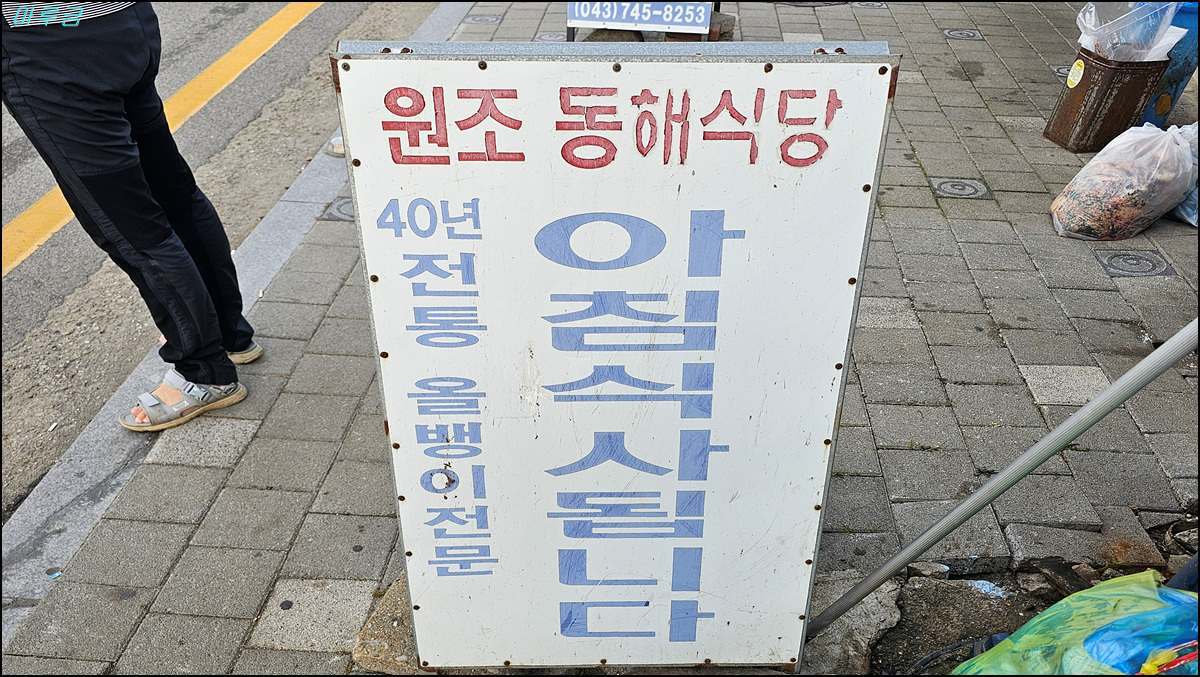 (043)745-8253
원조 동해식당
40년 전통 올뱅이전문
아침식사됩니다